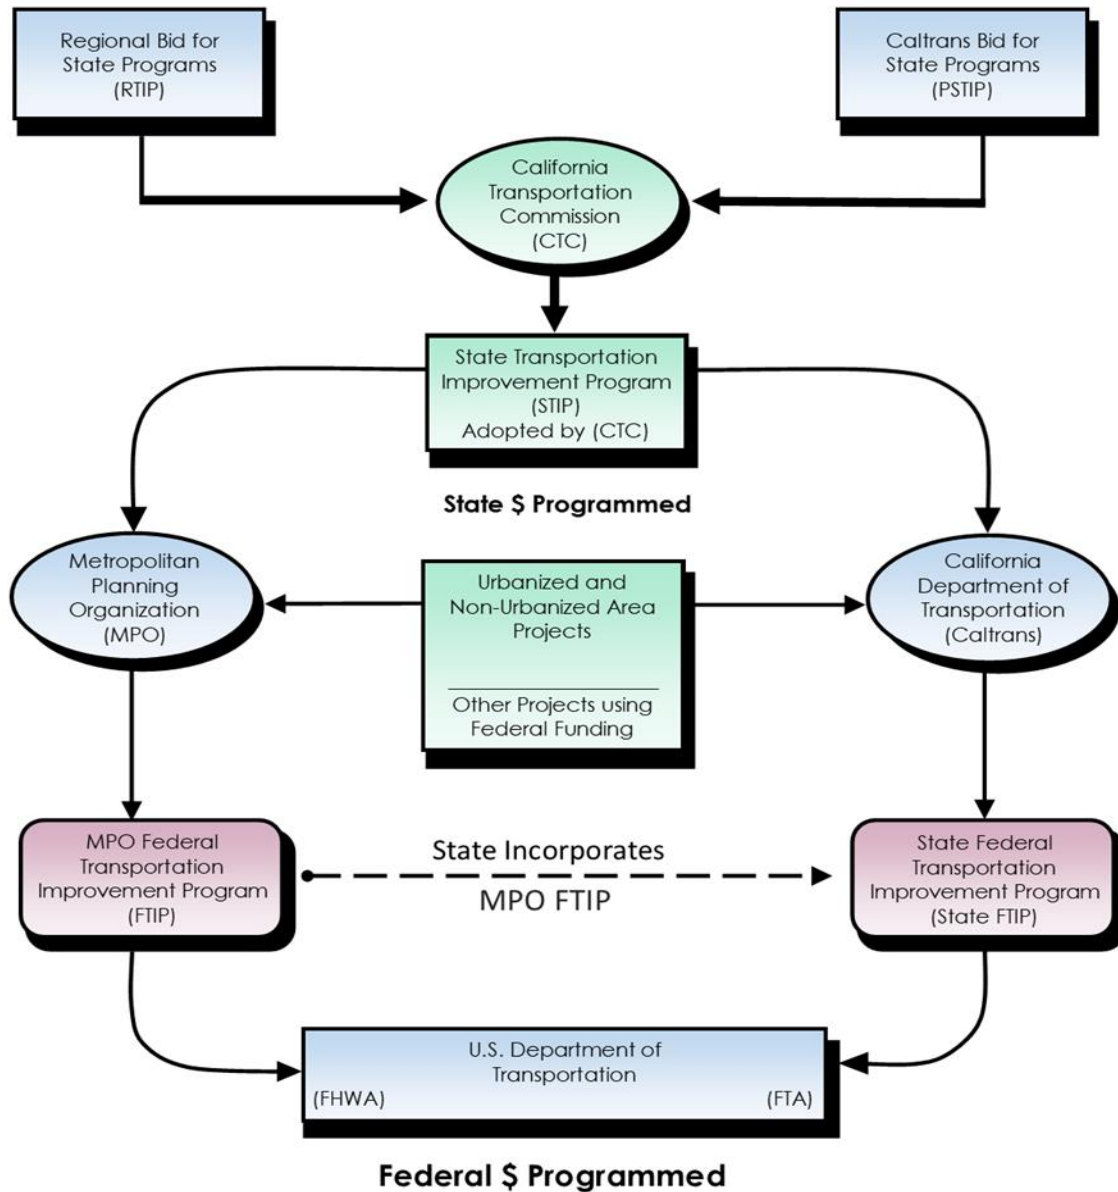 Regional Bid for
State Programs
(RTIP)
Caltrans Bid for
State Programs
(PSTIP)
California
Transportation
Commission
(CTC)
State Transportation
Improvement Program
(STIP)
Adopted by (CTC)
State $ Programmed
Metropolitan
Planning
Organization
(MPO)
Urbanized and
Non-Urbanized Area
Projects
Other Projects using
Federal Funding
California
Department of
Transportation
(Caltrans)
MPO Federal
Transportation
Improvement Program
(FTIP)
State Incorporates
MPO FTIP
State Federal
Transportation
Improvement Program
(State FTIP)
U.S. Department of
Transportation
(FHWA)
(FTA)
Federal $ Programmed